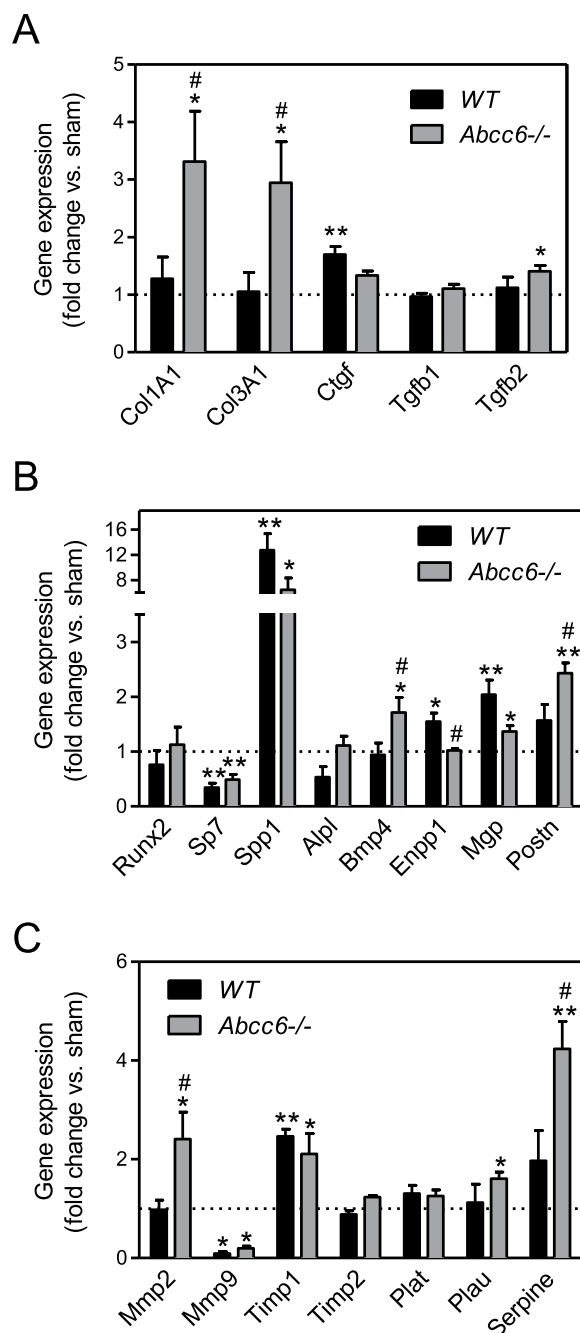 A
Gene expression
(fold change vs. sham)
5
4
3
2
1
0
WT
Abcc6-/-
#
*
#
*
**
*
Col1A1
Col3A1
Ctgf
Tgfb1
Tgfb2
B
Gene expression
(fold change vs. sham)
16
12
8
2
1
0
WT
Abcc6-/-
**
**
**
*
#
*
*
#
**
*
#
**
Runx2
Sp7
Spp1
Alpl
Bmp4
Enpp1
Mgp
Postn
C
Gene expression
(fold change vs. sham)
6
4
2
0
WT
Abcc6-/-
#
*
*
*
**
*
*
#
**
Mmp2
Mmp9
Timp1
Timp2
Plat
Plau
Serpine